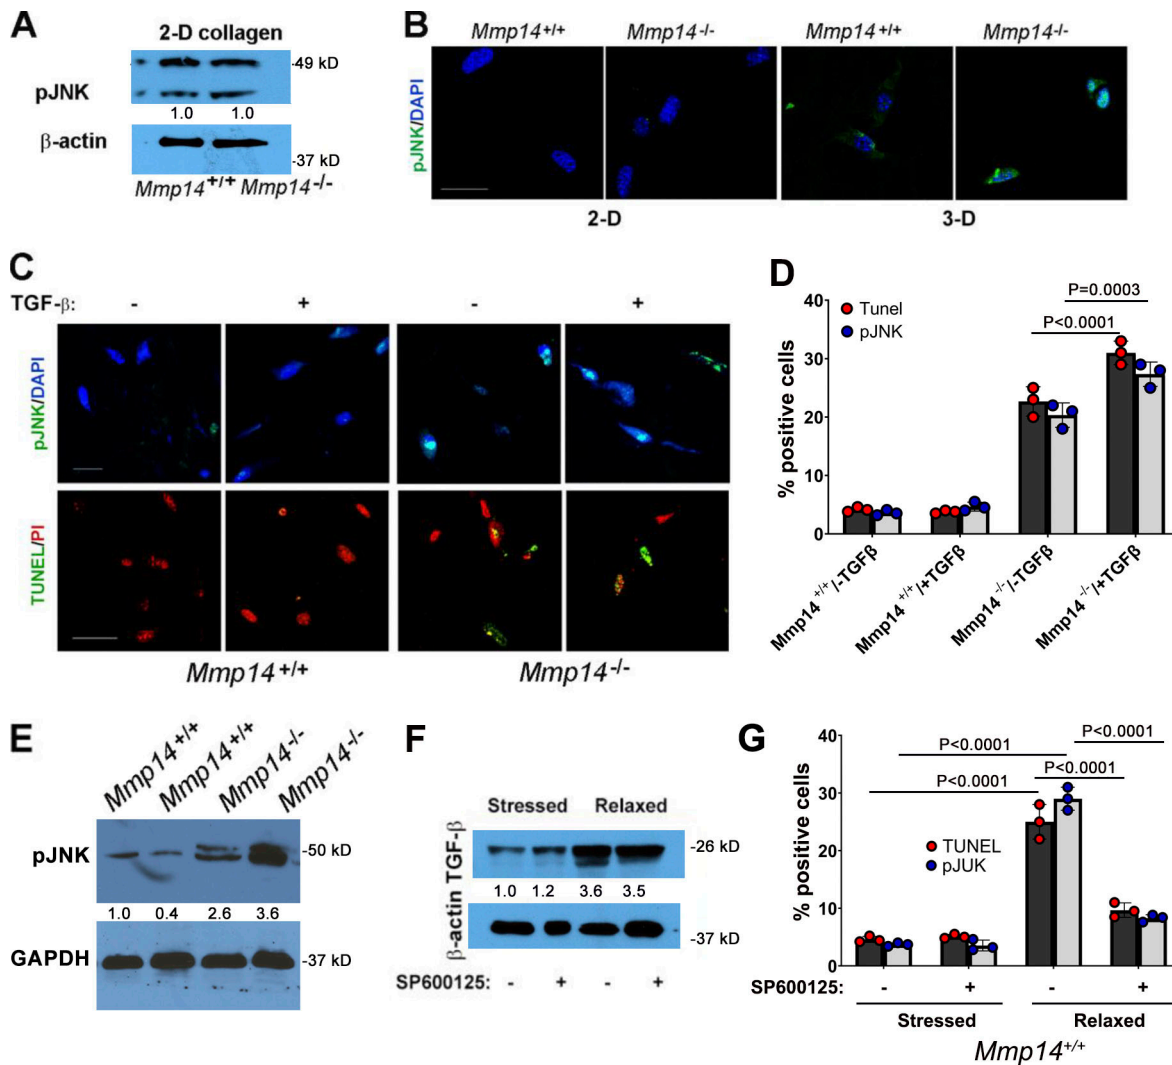 A
2-D collagen
-49 kD
pJNK
1.0 1.0
β-actin
-37 kD
Mmp14+/+ Mmp14-/-
B
Mmp14+/+ Mmp14-/- Mmp14+/+ Mmp14-/-
pJNK/DAPI
2-D 3-D
C
TGF-β: - + - +
pJNK/DAPI
TUNEL/PI
Mmp14+/+ Mmp14-/-
D
% positive cells
40
30
20
10
0
Tunel
pJNK
P=0.0003
P<0.0001
Mmp14+/+/-TGFβ
Mmp14+/+/+TGFβ
Mmp14-/-/-TGFβ
Mmp14-/-/+TGFβ
E
Mmp14+/+ Mmp14+/+ Mmp14-/- Mmp14-/-
pJNK
-50 kD
1.0 0.4 2.6 3.6
GAPDH
-37 kD
F
Stressed Relaxed
β-actin TGF-β
-26 kD
1.0 1.2 3.6 3.5
-37 kD
SP600125: - + - +
G
% positive cells
40
30
20
10
0
P<0.0001
P<0.0001
P<0.0001
P<0.0001
TUNEL
pJUK
SP600125: - + - +
Stressed Relaxed
Mmp14+/+